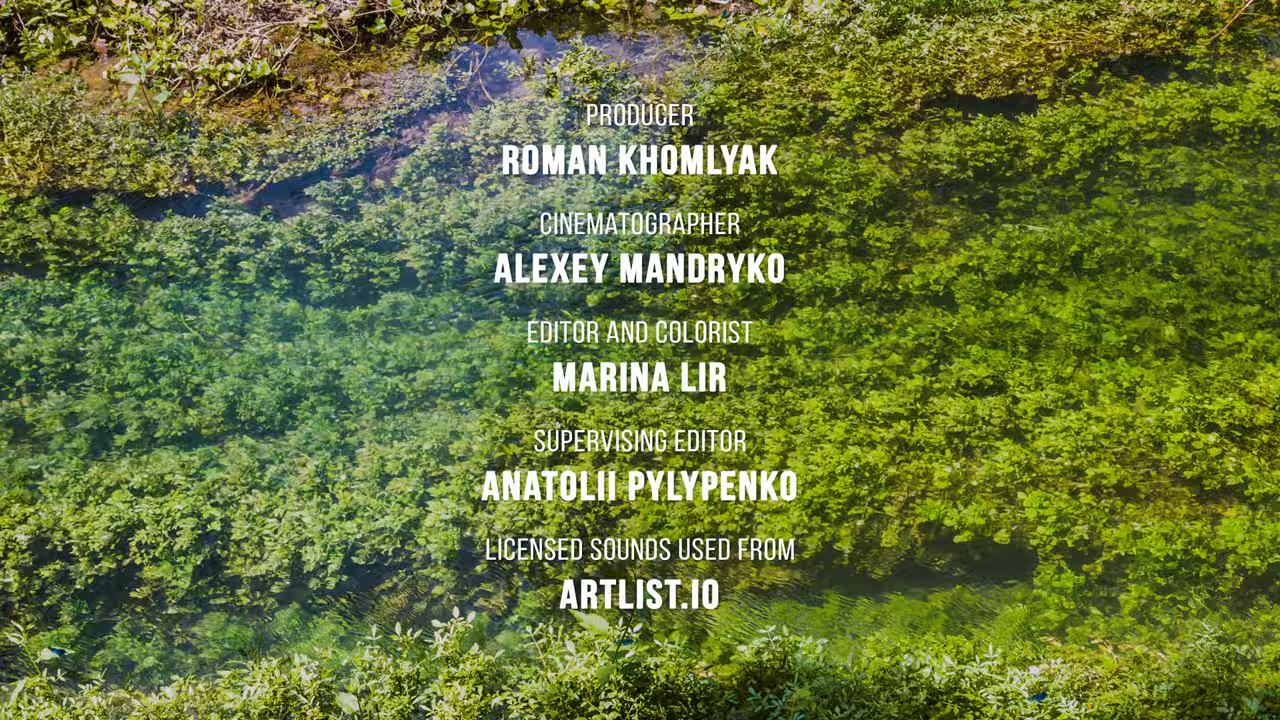 PRODUCER
ROMAN KHOMLYAK
CINEMATOGRAPHER
ALEXEY MANDRYKO
EDITOR AND COLORIST
MARINA LIR
SUPERVISING EDITOR
ANATOLII PYLYPENKO
LICENSED SOUNDS USED FROM
ARTLIST.IO